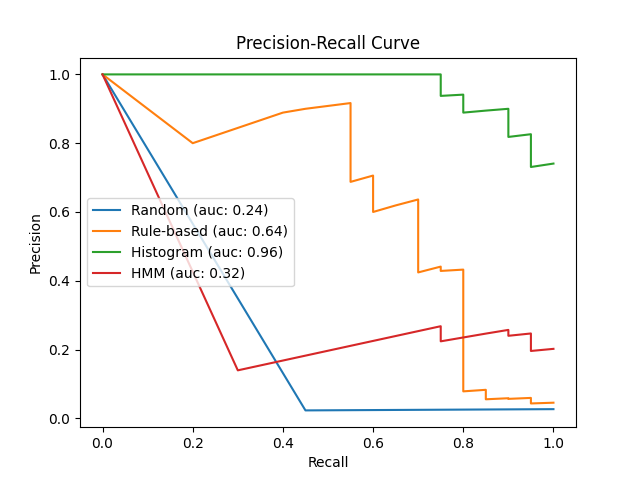 Precision-Recall Curve
1.0
0.8
0.6
0.4
0.2
0.0
Precision
Random (auc: 0.24)
Rule-based (auc: 0.64)
Histogram (auc: 0.96)
HMM (auc: 0.32)
0.0 0.2 0.4 0.6 0.8 1.0
Recall